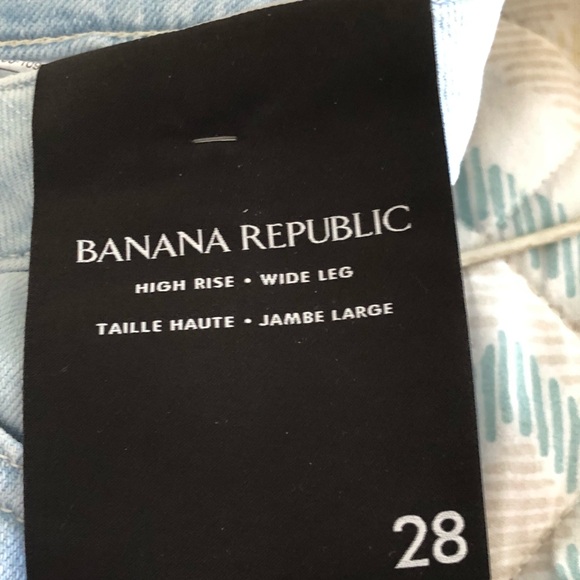 BANANA REPUBLIC
HIGH RISE • WIDE LEG
TAILLE HAUTE • JAMBE LARGE
28